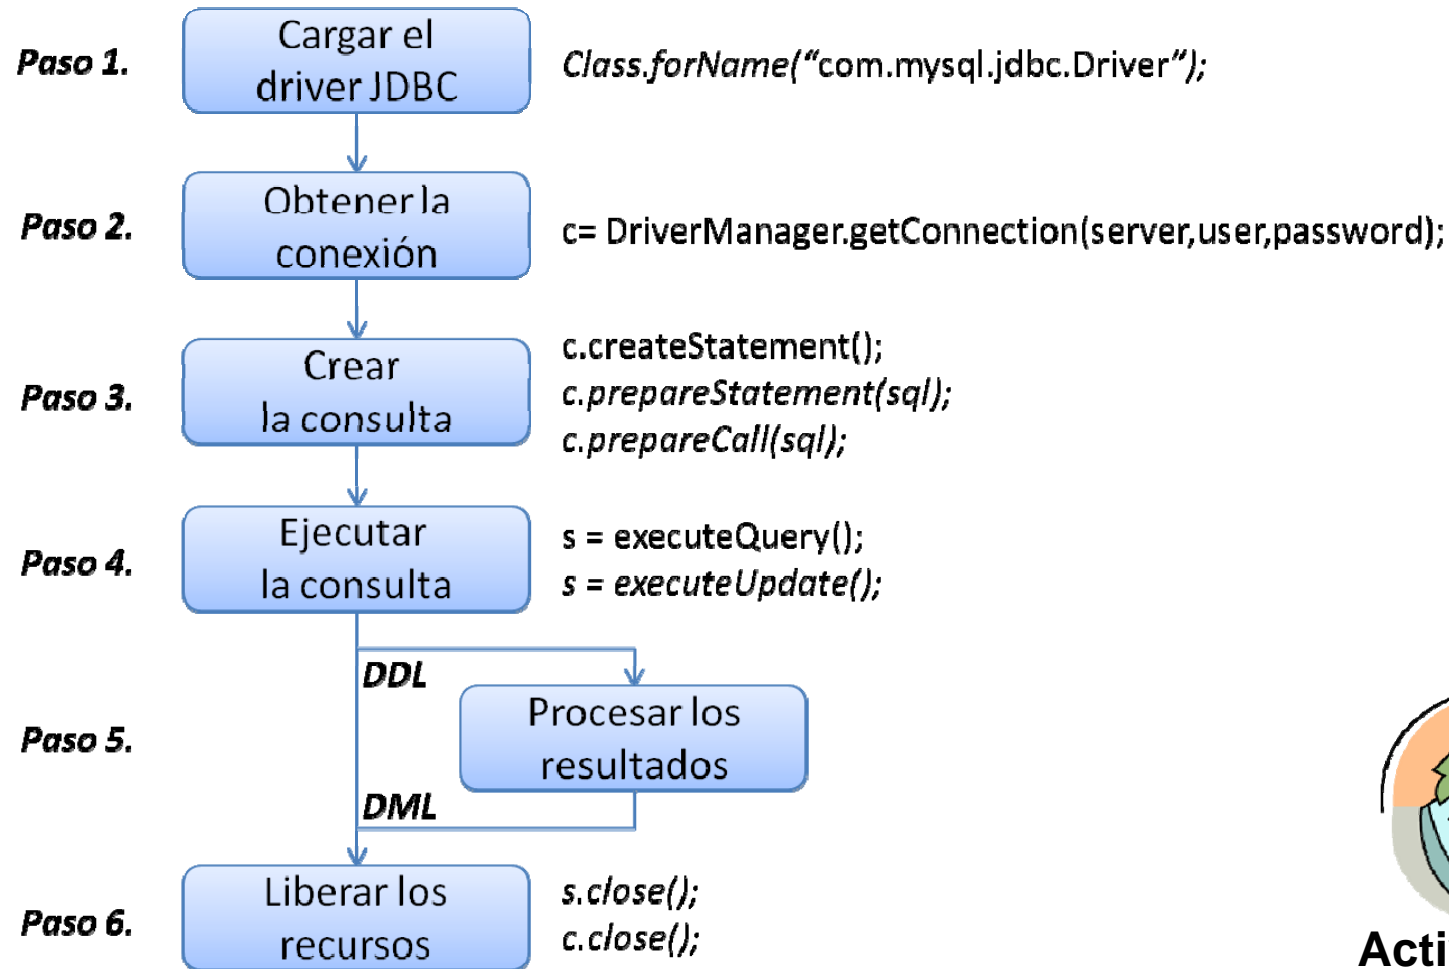 Paso 1.
Cargar el
driver JDBC
Class.forName(“com.mysql.jdbc.Driver”);
Paso 2.
Obtener la
conexión
c= DriverManager.getConnection(server,user,password);
Paso 3.
Crear
la consulta
c.createStatement();
c.prepareStatement(sql);
c.prepareCall(sql);
Paso 4.
Ejecutar
la consulta
s = executeQuery();
s = executeUpdate();
DDL
Paso 5.
Procesar los
resultados
DML
Paso 6.
Liberar los
recursos
s.close();
c.close();
Acti